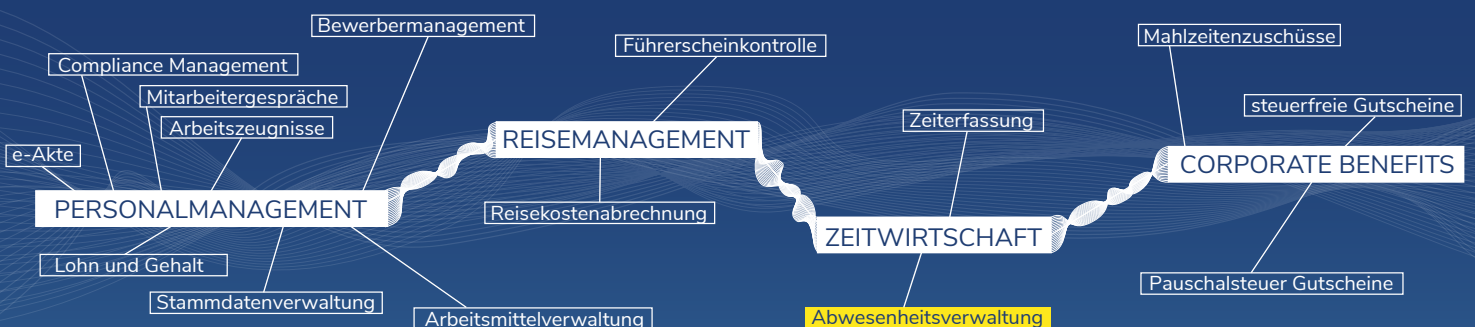 Bewerbermanagement
Compliance Management
Mitarbeitergespräche
Arbeitszeugnisse
e-Akte
PERSONALMANAGEMENT
Lohn und Gehalt
Stammdatenverwaltung
Arbeitsmittelverwaltung
Führerscheinkontrolle
REISEMANAGEMENT
Reisekostenabrechnung
Zeiterfassung
ZEITWIRTSCHAFT
Abwesenheitsverwaltung
Mahlzeitenzuschüsse
steuerfreie Gutscheine
CORPORATE BENEFITS
Pauschalsteuer Gutscheine